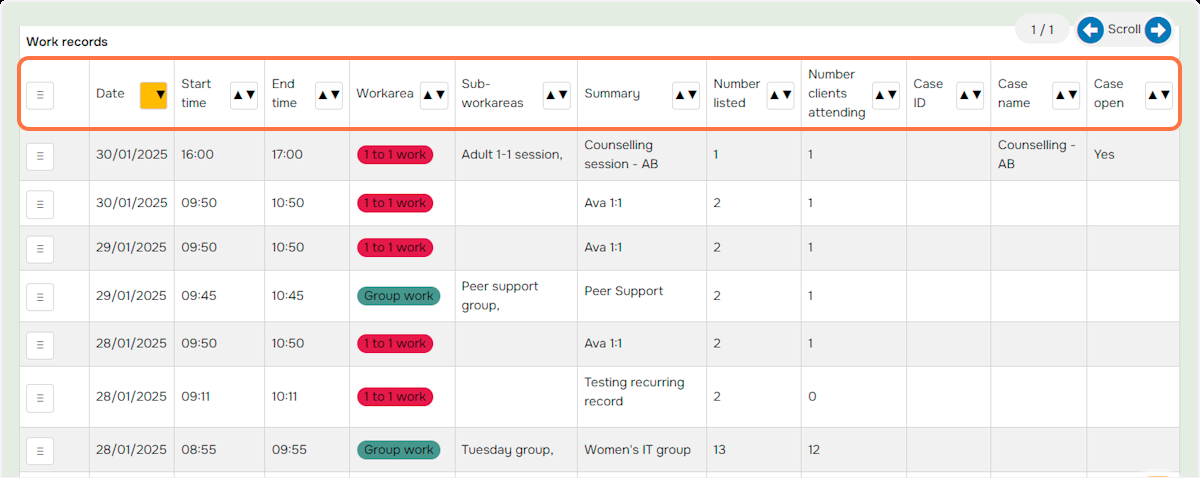 1 / 1 Scroll
Work records
Date Start time End time Workarea Sub-workareas Summary Number listed Number clients attending Case ID Case name Case open
30/01/2025 16:00 17:00 1 to 1 work Adult 1-1 session, Counselling session - AB 1 1 Counselling - AB Yes
30/01/2025 09:50 10:50 1 to 1 work Ava 1:1 2 1
29/01/2025 09:50 10:50 1 to 1 work Ava 1:1 2 1
29/01/2025 09:45 10:45 Group work Peer support group, Peer Support 2 1
28/01/2025 09:50 10:50 1 to 1 work Ava 1:1 2 1
28/01/2025 09:11 10:11 1 to 1 work Testing recurring record 2 0
28/01/2025 08:55 09:55 Group work Tuesday group, Women's IT group 13 12